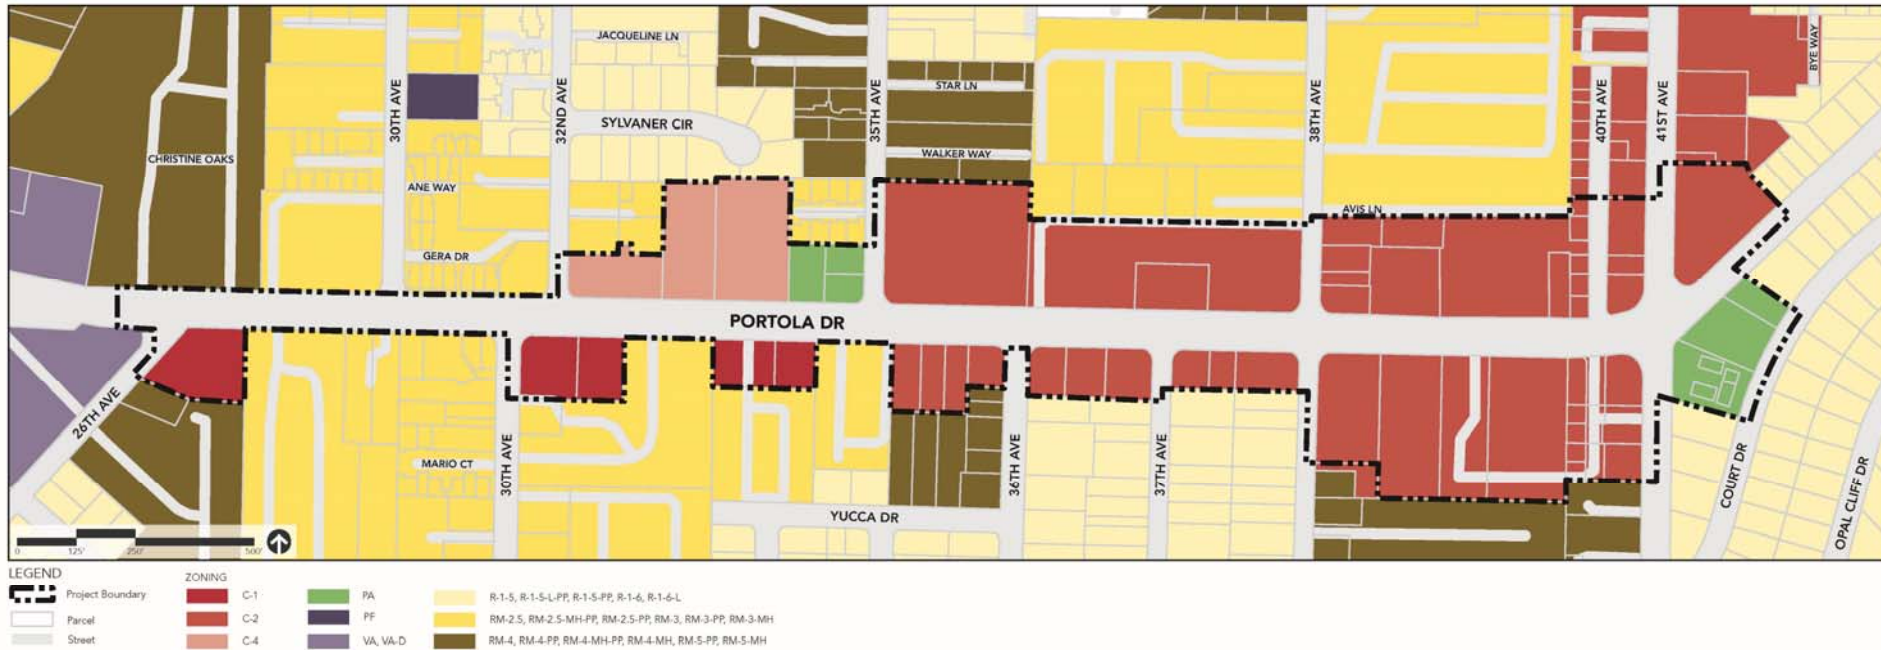 JACQUELINE LN
BYE WAY
30TH AVE
32ND AVE
35TH AVE
STAR LN
38TH AVE
40TH AVE
41ST AVE
SYLVANER CIR
CHRISTINE OAKS
WALKER WAY
ANE WAY
AVIS LN
GERA DR
PORTOLA DR
26TH AVE
MARIO CT
30TH AVE
36TH AVE
37TH AVE
COURT DR
OPAL CLIFF DR
YUCCA DR
0 125' 250' 500'
LEGEND
Project Boundary
Parcel
Street
ZONING
C-1
C-2
C-4
PA
PF
VA, VA-D
R-1-5, R-1-5-L-PP, R-1-5-PP, R-1-6, R-1-6-L
RM-2.5, RM-2.5-MH-PP, RM-2.5-PP, RM-3, RM-3-PP, RM-3-MH
RM-4, RM-4-PP, RM-4-MH-PP, RM-4-MH, RM-5-PP, RM-5-MH